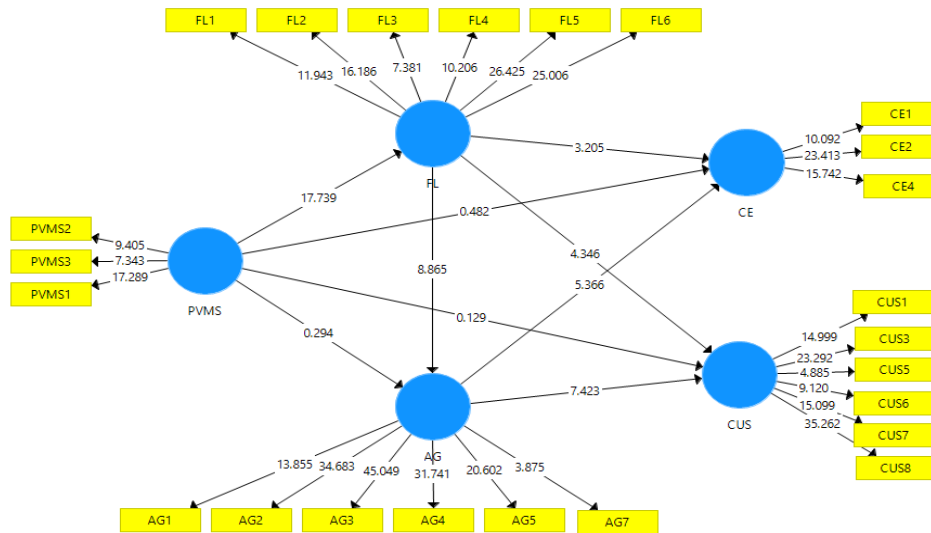 FL1
FL2
FL3
FL4
FL5
FL6
11.943
16.186
7.381
10.206
26.425
25.006
FL
CE1
CE2
CE4
10.092
23.413
15.742
CE
3.205
17.739
0.482
PVMS2
PVMS3
PVMS1
9.405
7.343
17.289
PVMS
8.865
4.346
5.366
0.294
0.129
7.423
CUS1
CUS3
CUS5
CUS6
CUS7
CUS8
14.999
23.292
4.885
9.120
15.099
35.262
CUS
AG
13.855
34.683
45.049
31.741
20.602
3.875
AG1
AG2
AG3
AG4
AG5
AG7